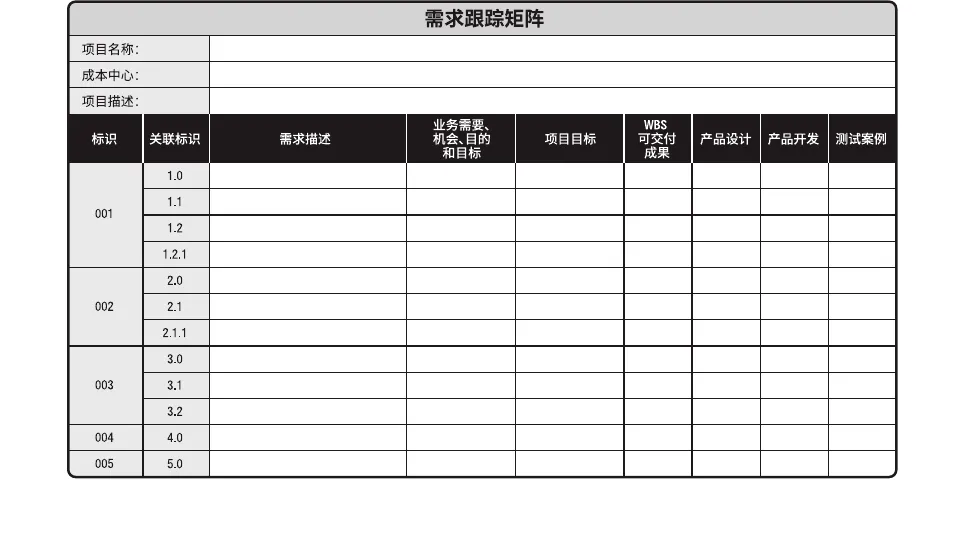 需求跟踪矩阵
项目名称：
成本中心：
项目描述：
标识 关联标识 需求描述 业务需要、机会、目的和目标 项目目标 WBS可交付成果 产品设计 产品开发 测试案例
001 1.0
1.1
1.2
1.2.1
002 2.0
2.1
2.1.1
003 3.0
3.1
3.2
004 4.0
005 5.0